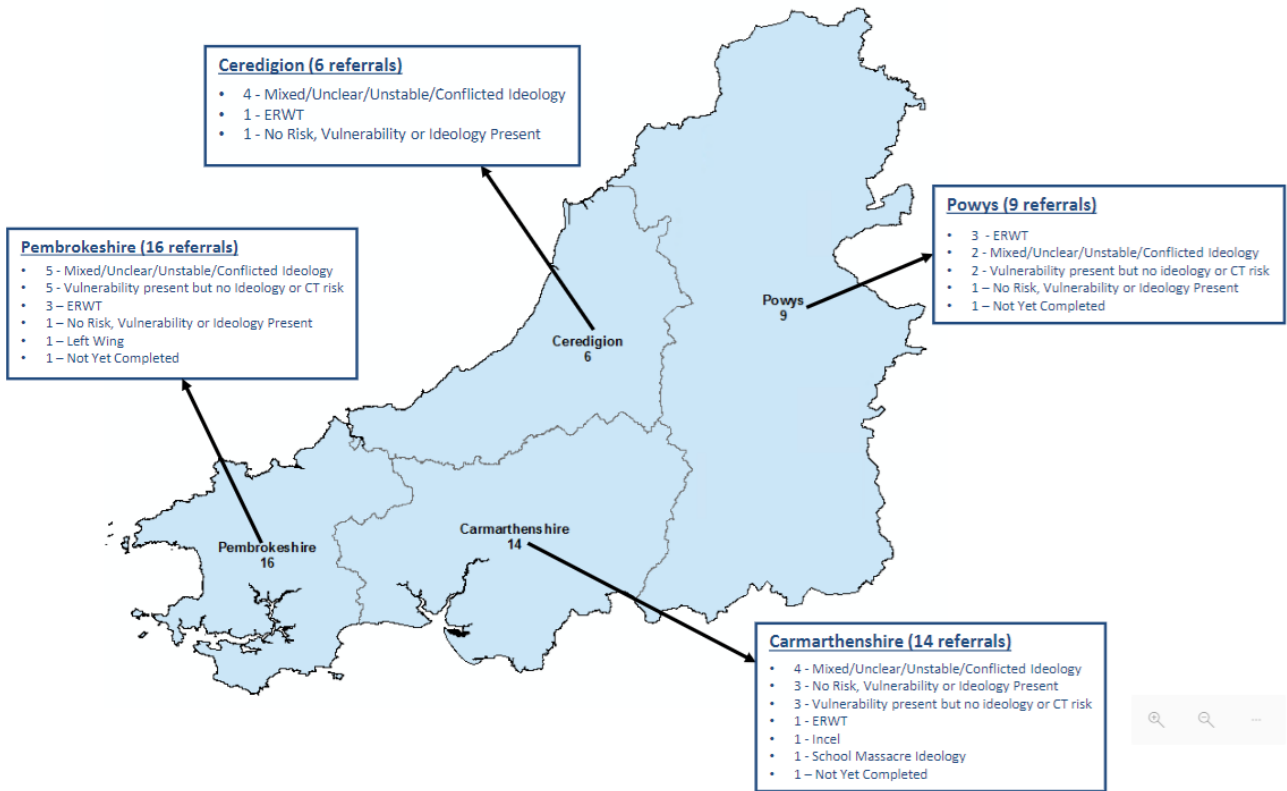 Ceredigion (6 referrals)
• 4 - Mixed/Unclear/Unstable/Conflicted Ideology
• 1 - ERWT
• 1 - No Risk, Vulnerability or Ideology Present
Powys (9 referrals)
• 3 - ERWT
• 2 - Mixed/Unclear/Unstable/Conflicted Ideology
• 2 - Vulnerability present but no ideology or CT risk
• 1 – No Risk, Vulnerability or Ideology Present
• 1 – Not Yet Completed
Pembrokeshire (16 referrals)
• 5 - Mixed/Unclear/Unstable/Conflicted Ideology
• 5 - Vulnerability present but no Ideology or CT risk
• 3 – ERWT
• 1 – No Risk, Vulnerability or Ideology Present
• 1 – Left Wing
• 1 – Not Yet Completed
Powys
9
Ceredigion
6
Carmarthenshire
14
Pembrokeshire
16
Carmarthenshire (14 referrals)
• 4 - Mixed/Unclear/Unstable/Conflicted Ideology
• 3 - No Risk, Vulnerability or Ideology Present
• 3 - Vulnerability present but no ideology or CT risk
• 1 - ERWT
• 1 - Incel
• 1 - School Massacre Ideology
• 1 – Not Yet Completed